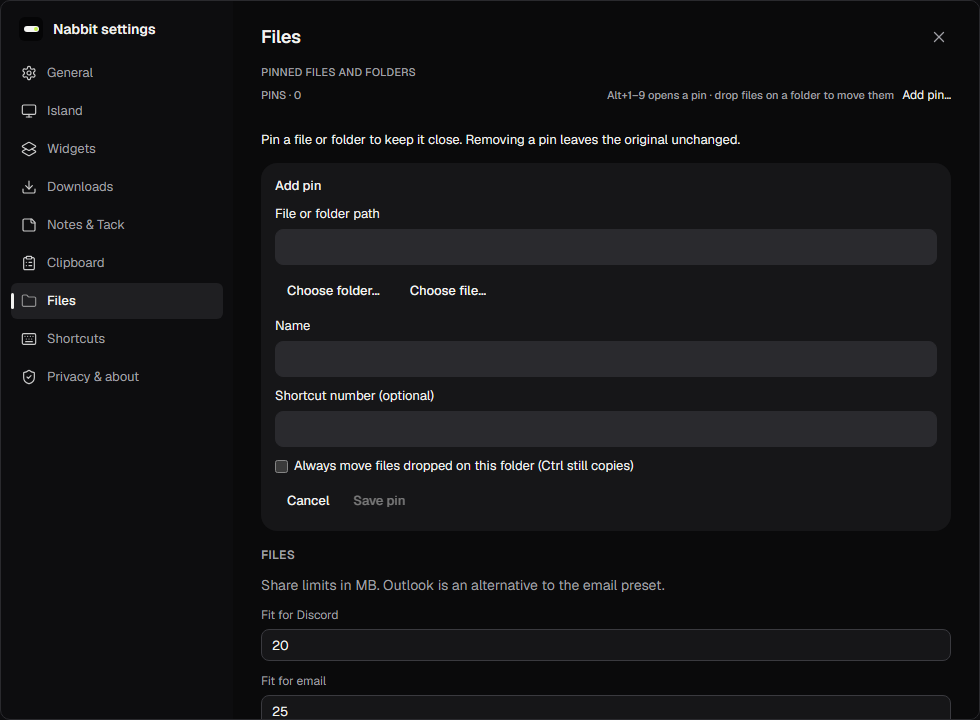 Nabbit settings
General
Island
Widgets
Downloads
Notes & Tack
Clipboard
Files
Shortcuts
Privacy & about
Files
PINNED FILES AND FOLDERS
PINS · 0
Alt+1–9 opens a pin · drop files on a folder to move them
Add pin…
Pin a file or folder to keep it close. Removing a pin leaves the original unchanged.
Add pin
File or folder path
Choose folder…
Choose file…
Name
Shortcut number (optional)
Always move files dropped on this folder (Ctrl still copies)
Cancel
Save pin
FILES
Share limits in MB. Outlook is an alternative to the email preset.
Fit for Discord
20
Fit for email
25